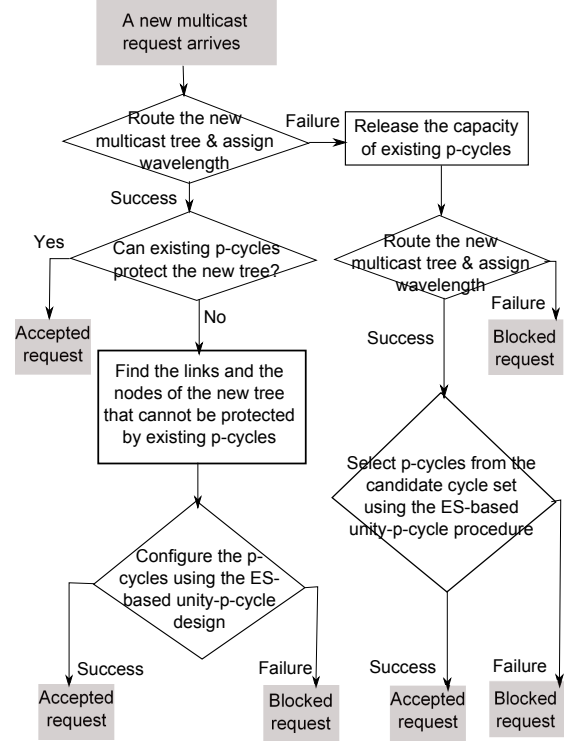 A new multicast
request arrives
Route the new
multicast tree & assign
wavelength
Failure
Release the capacity
of existing p-cycles
Success
Yes
Can existing p-cycles
protect the new tree?
Route the new
multicast tree & assign
wavelength
Failure
No
Accepted
request
Success
Blocked
request
Find the links and the
nodes of the new tree
that cannot be protected
by existing p-cycles
Select p-cycles from the
candidate cycle set
using the ES-based
unity-p-cycle procedure
Configure the p-
cycles using the ES-
based unity-p-cycle
design
Success
Failure
Success
Failure
Accepted
request
Blocked
request
Accepted
request
Blocked
request